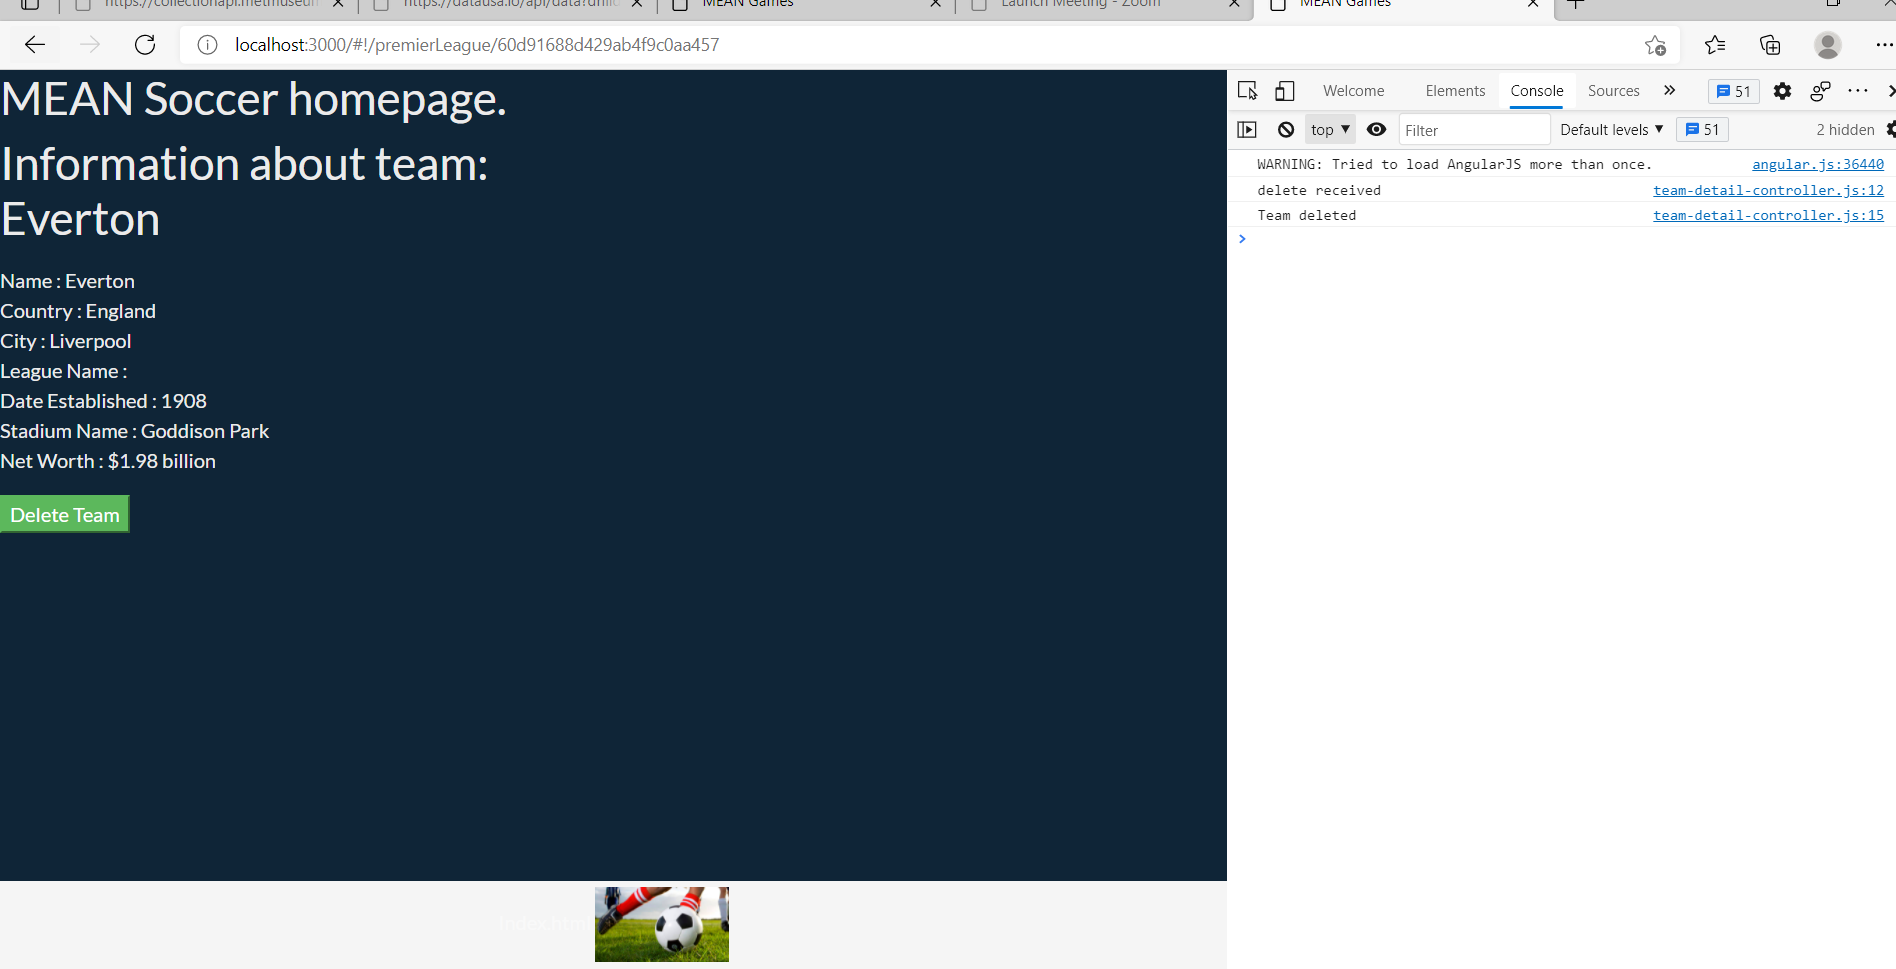 https://collectionapi.metmuseum
https://datausa.io/api/data?drill
MEAN Games
Launch Meeting - Zoom
MEAN Games
localhost:3000/#!/premierLeague/60d91688d429ab4f9c0aa457
MEAN Soccer homepage.
Information about team:
Everton
Name : Everton
Country : England
City : Liverpool
League Name :
Date Established : 1908
Stadium Name : Goddison Park
Net Worth : $1.98 billion
Delete Team
Index.html
Welcome
Elements
Console
Sources
51
top
Filter
Default levels
51
2 hidden
WARNING: Tried to load AngularJS more than once. angular.js:36440
delete received team-detail-controller.js:12
Team deleted team-detail-controller.js:15